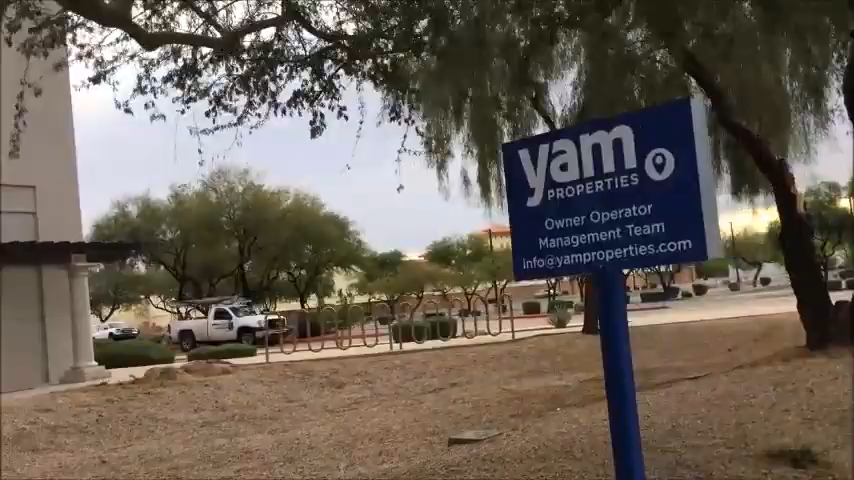 yam
PROPERTIES
Owner Operator
Management Team
info@yamproperties.com